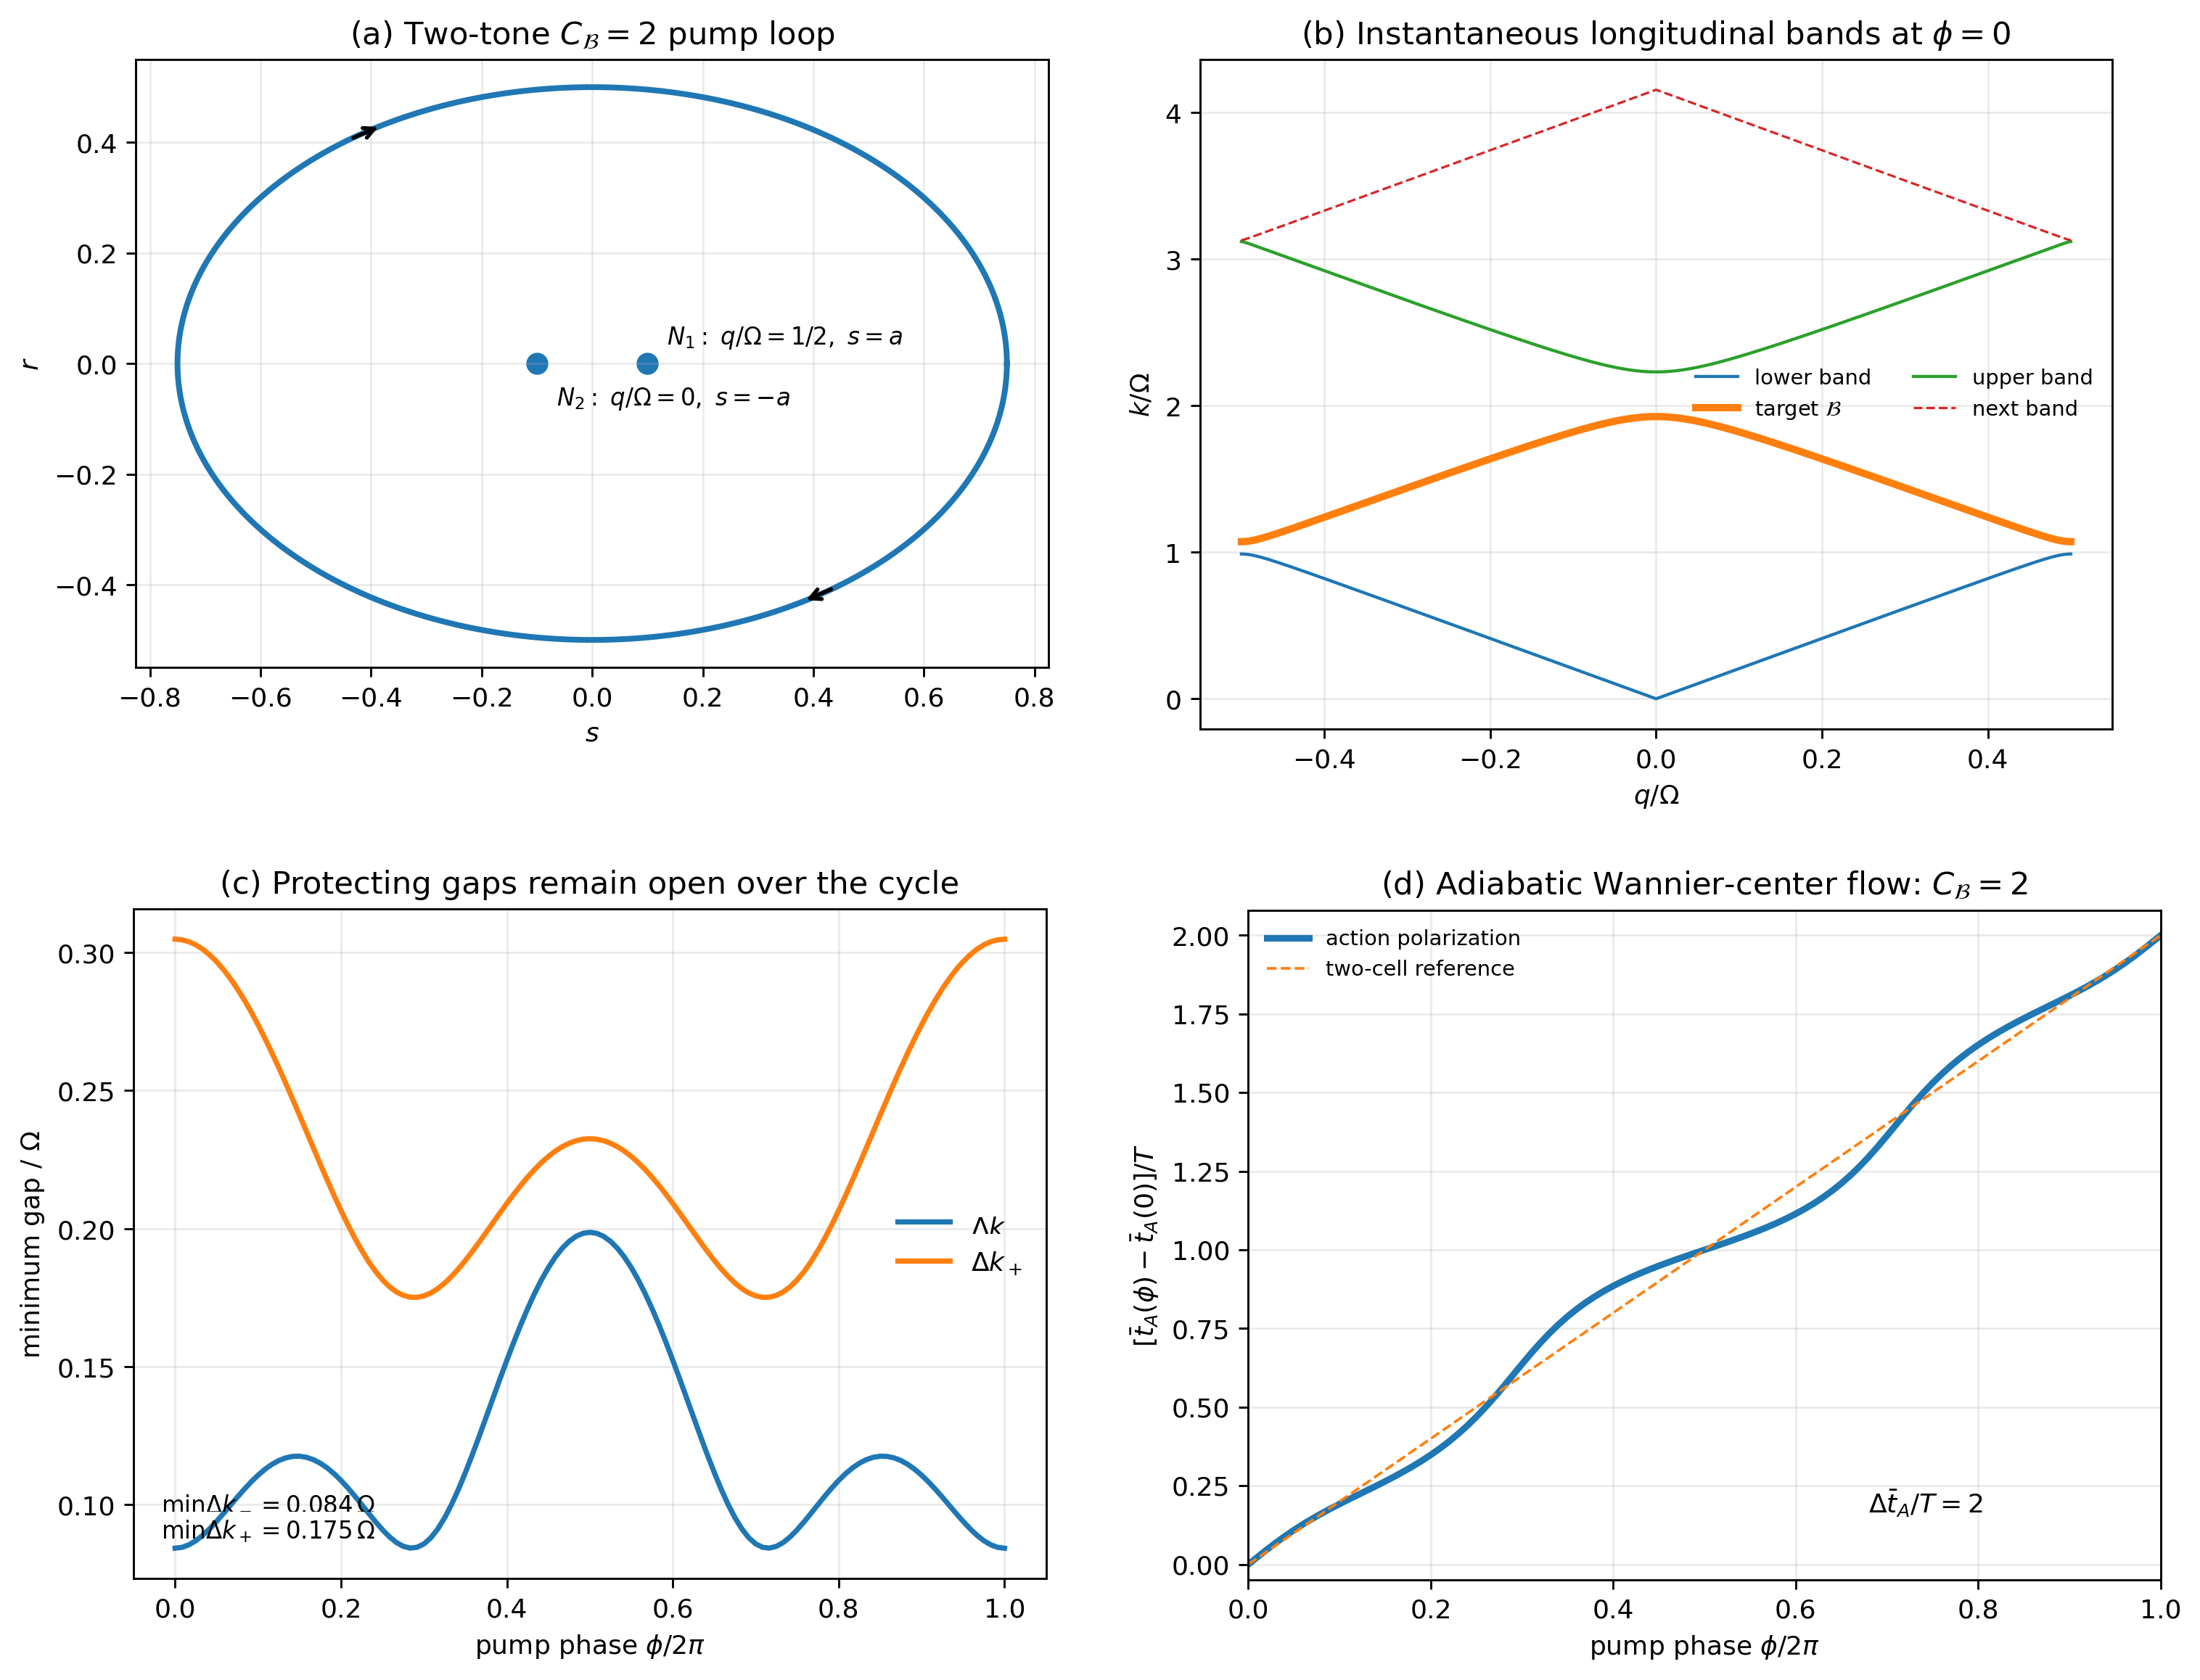 (a) Two-tone $C_{\mathcal{B}} = 2$ pump loop
0.4
0.2
0.0
−0.2
−0.4
r
N₁ : q/Ω = 1/2, s = a
N₂ : q/Ω = 0, s = −a
−0.8 −0.6 −0.4 −0.2 0.0 0.2 0.4 0.6 0.8
s
(b) Instantaneous longitudinal bands at ϕ = 0
4
3
2
1
0
k/Ω
lower band
target ℬ
upper band
next band
−0.4 −0.2 0.0 0.2 0.4
q/Ω
(c) Protecting gaps remain open over the cycle
0.30
0.25
0.20
0.15
0.10
minimum gap / Ω
Λk
Δk₊
minΔk₋ = 0.084 Ω
minΔk₊ = 0.175 Ω
0.0 0.2 0.4 0.6 0.8 1.0
pump phase ϕ/2π
(d) Adiabatic Wannier-center flow: $C_{\mathcal{B}} = 2$
2.00
1.75
1.50
1.25
1.00
0.75
0.50
0.25
0.00
$[\bar{t}_A(ϕ) − \bar{t}_A(0)]/T$
action polarization
two-cell reference
$Δ\bar{t}_A/T = 2$
0.0 0.2 0.4 0.6 0.8 1.0
pump phase ϕ/2π